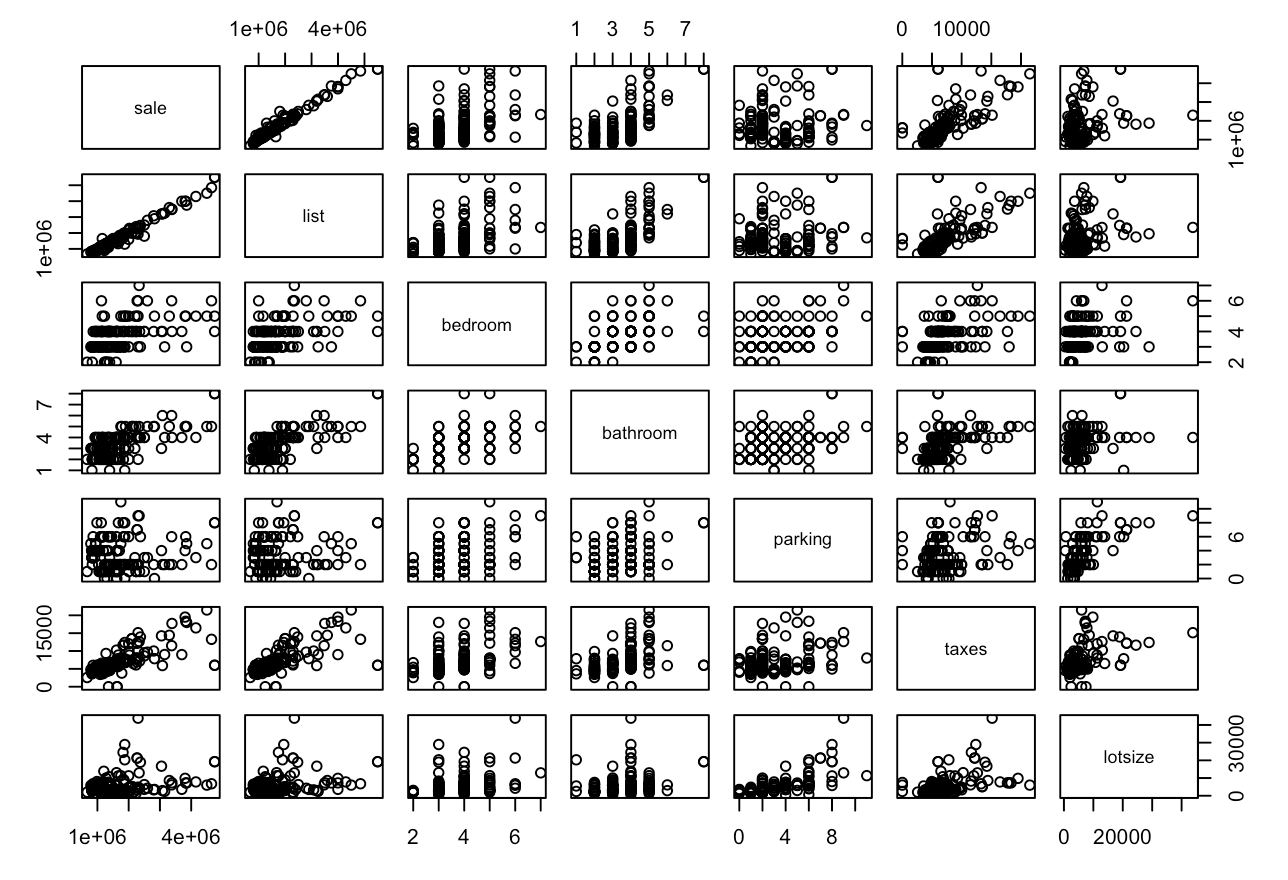 1e+06 4e+06 1 3 5 7 0 10000
sale
1e+06
list
1e+06
bedroom
2 4 6
bathroom
1 4 7
parking
0 6
taxes
0 15000
lotsize
0 30000
1e+06 4e+06 2 4 6 0 4 8 0 20000